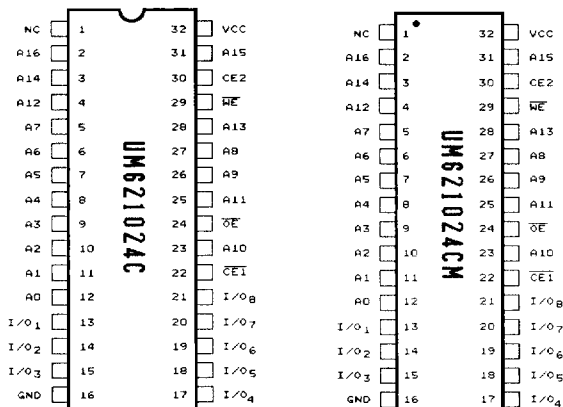 NC 1 32 VCC
A16 2 31 A15
A14 3 30 CE2
A12 4 29 W̅E̅
A7 5 28 A13
A6 6 27 A8
A5 7 26 A9
A4 8 25 A11
A3 9 24 O̅E̅
A2 10 23 A10
A1 11 22 C̅E̅1̅
A0 12 21 I/O₈
I/O₁ 13 20 I/O₇
I/O₂ 14 19 I/O₆
I/O₃ 15 18 I/O₅
GND 16 17 I/O₄
UM621024C
NC 1 32 VCC
A16 2 31 A15
A14 3 30 CE2
A12 4 29 W̅E̅
A7 5 28 A13
A6 6 27 A8
A5 7 26 A9
A4 8 25 A11
A3 9 24 O̅E̅
A2 10 23 A10
A1 11 22 C̅E̅1̅
A0 12 21 I/O₈
I/O₁ 13 20 I/O₇
I/O₂ 14 19 I/O₆
I/O₃ 15 18 I/O₅
GND 16 17 I/O₄
UM621024CM